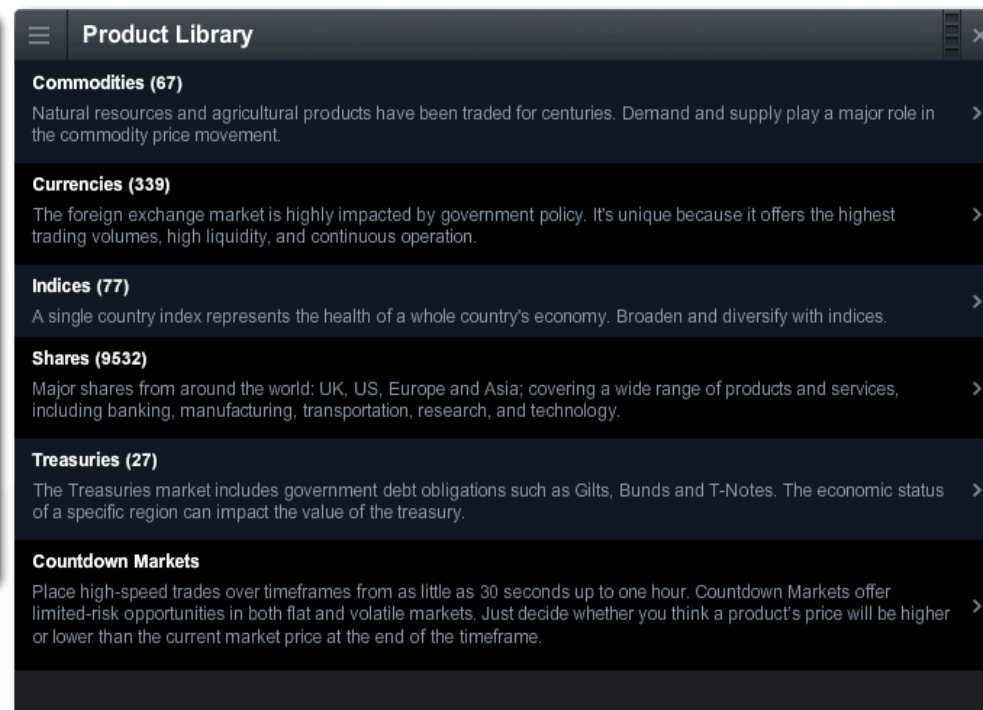 Product Library
Commodities (67)
Natural resources and agricultural products have been traded for centuries. Demand and supply play a major role in
the commodity price movement.
Currencies (339)
The foreign exchange market is highly impacted by government policy. It's unique because it offers the highest
trading volumes, high liquidity, and continuous operation.
Indices (77)
A single country index represents the health of a whole country's economy. Broaden and diversify with indices.
Shares (9532)
Major shares from around the world: UK, US, Europe and Asia; covering a wide range of products and services,
including banking, manufacturing, transportation, research, and technology.
Treasuries (27)
The Treasuries market includes government debt obligations such as Gilts, Bunds and T-Notes. The economic status
of a specific region can impact the value of the treasury.
Countdown Markets
Place high-speed trades over timeframes from as little as 30 seconds up to one hour. Countdown Markets offer
limited-risk opportunities in both flat and volatile markets. Just decide whether you think a product's price will be higher
or lower than the current market price at the end of the timeframe.